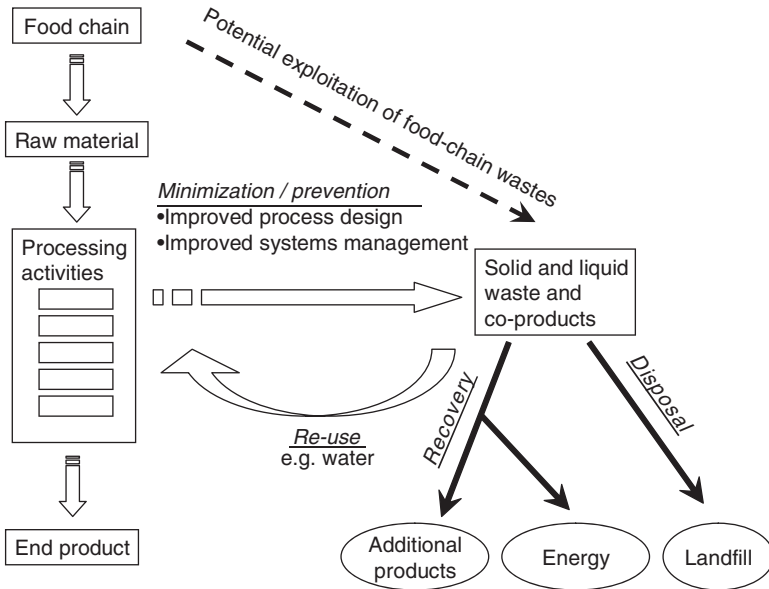 Food chain
Potential exploitation of food-chain wastes
Raw material
Minimization / prevention
•Improved process design
•Improved systems management
Processing
activities
Solid and liquid
waste and
co-products
Re-use
e.g. water
Recovery
Disposal
End product
Additional
products
Energy
Landfill